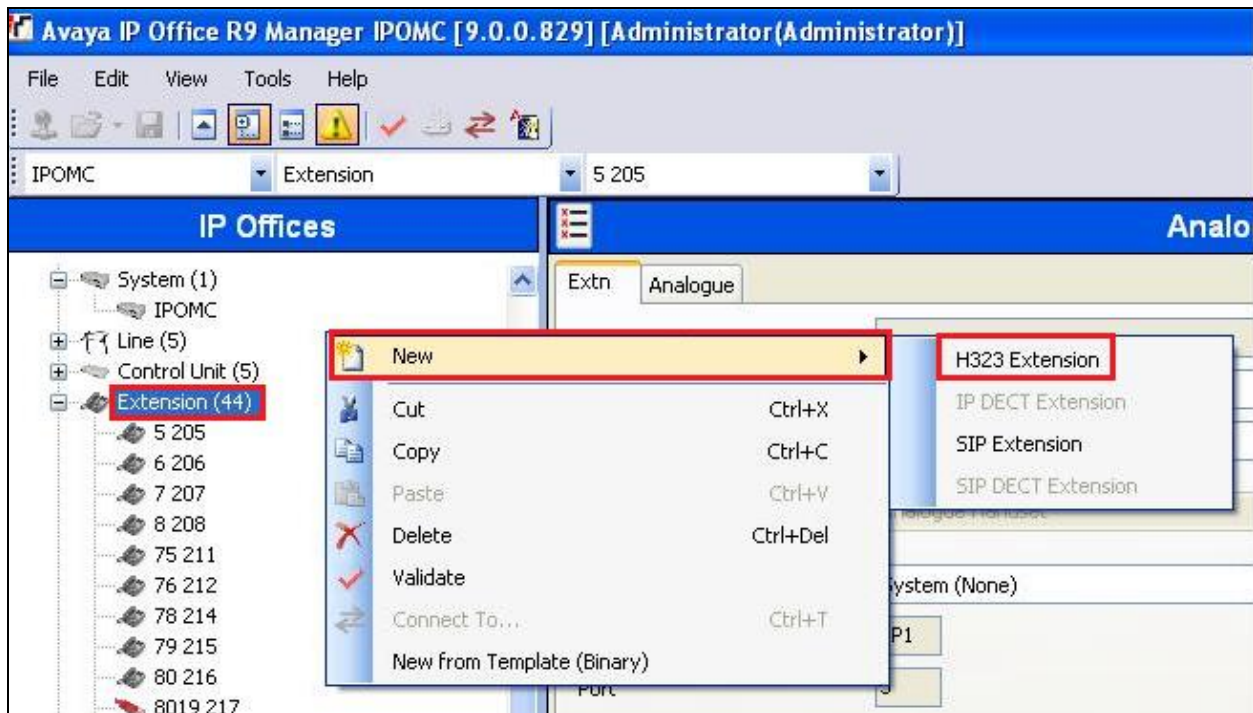 Avaya IP Office R9 Manager IPOMC [9.0.0.829] [Administrator(Administrator)]
File Edit View Tools Help
IPOMC Extension 5 205
IP Offices
Analo
System (1)
IPOMC
Line (5)
Control Unit (5)
Extension (44)
5 205
6 206
7 207
8 208
75 211
76 212
78 214
79 215
80 216
8019 217
Extn Analogue
New
Cut Ctrl+X
Copy Ctrl+C
Paste Ctrl+V
Delete Ctrl+Del
Validate
Connect To... Ctrl+T
New from Template (Binary)
H323 Extension
IP DECT Extension
SIP Extension
SIP DECT Extension
ystem (None)
P1
Port